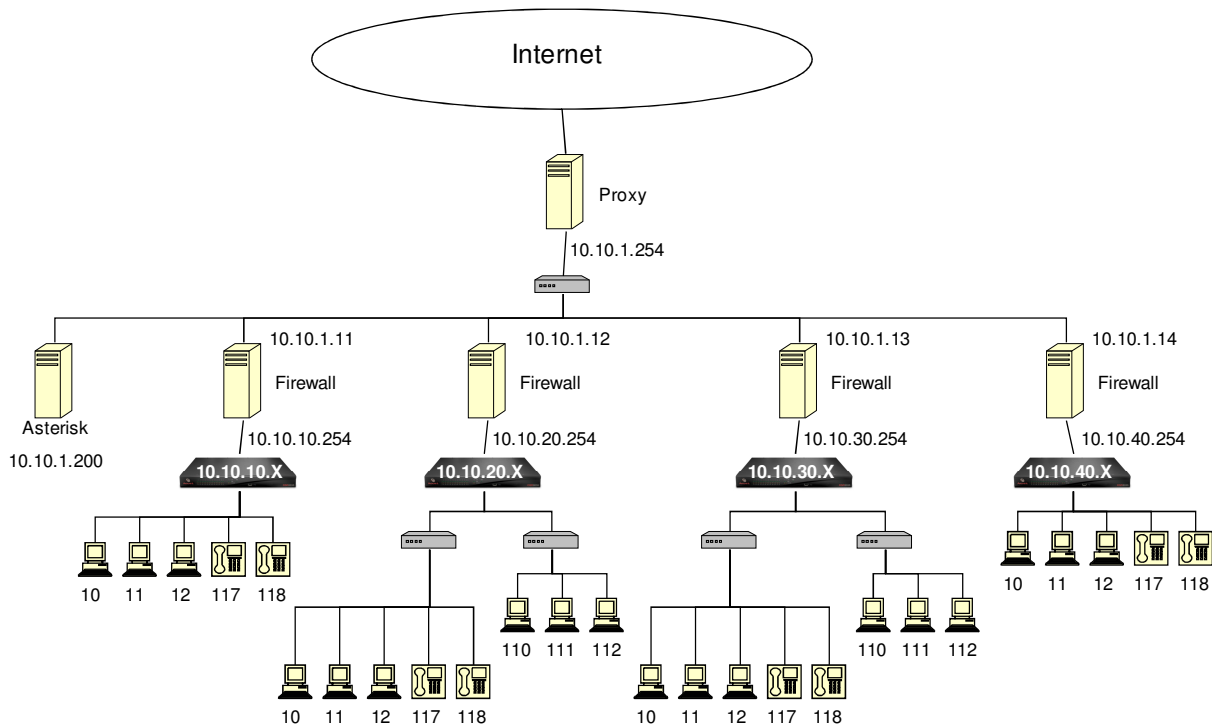 Internet
Proxy
10.10.1.254
10.10.1.11
10.10.1.12
10.10.1.13
10.10.1.14
Firewall
Firewall
Firewall
Firewall
Asterisk
10.10.1.200
10.10.10.254
10.10.20.254
10.10.30.254
10.10.40.254
10.10.10.X
10.10.20.X
10.10.30.X
10.10.40.X
10 11 12 117 118
10 11 12 117 118
110 111 112
110 111 112
10 11 12 117 118
10 11 12 117 118